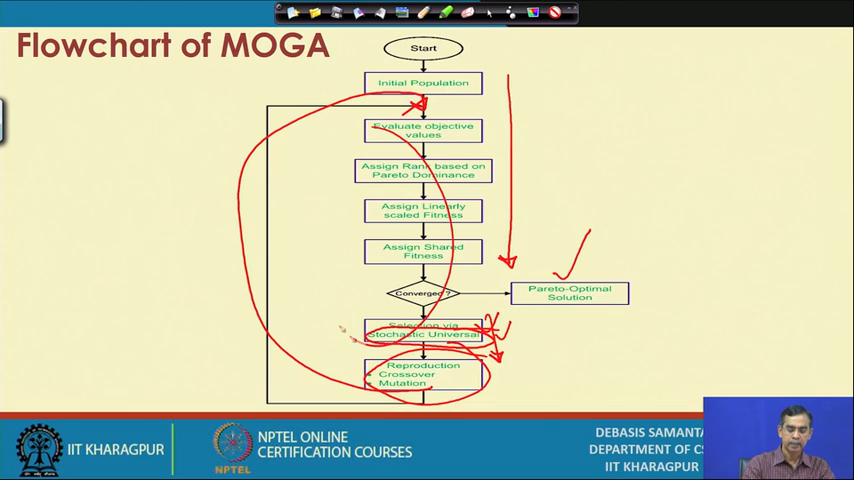 Flowchart of MOGA
Start
Initial Population
Evaluate objective
values
Assign Rank based on
Pareto Dominance
Assign Linearly
scaled Fitness
Assign Shared
Fitness
Converged ?
Pareto-Optimal
Solution
Selection via
Stochastic Universal
Reproduction
Crossover
Mutation
IIT KHARAGPUR
NPTEL
NPTEL ONLINE
CERTIFICATION COURSES
DEBASIS SAMANTA
DEPARTMENT OF CS
IIT KHARAGPUR